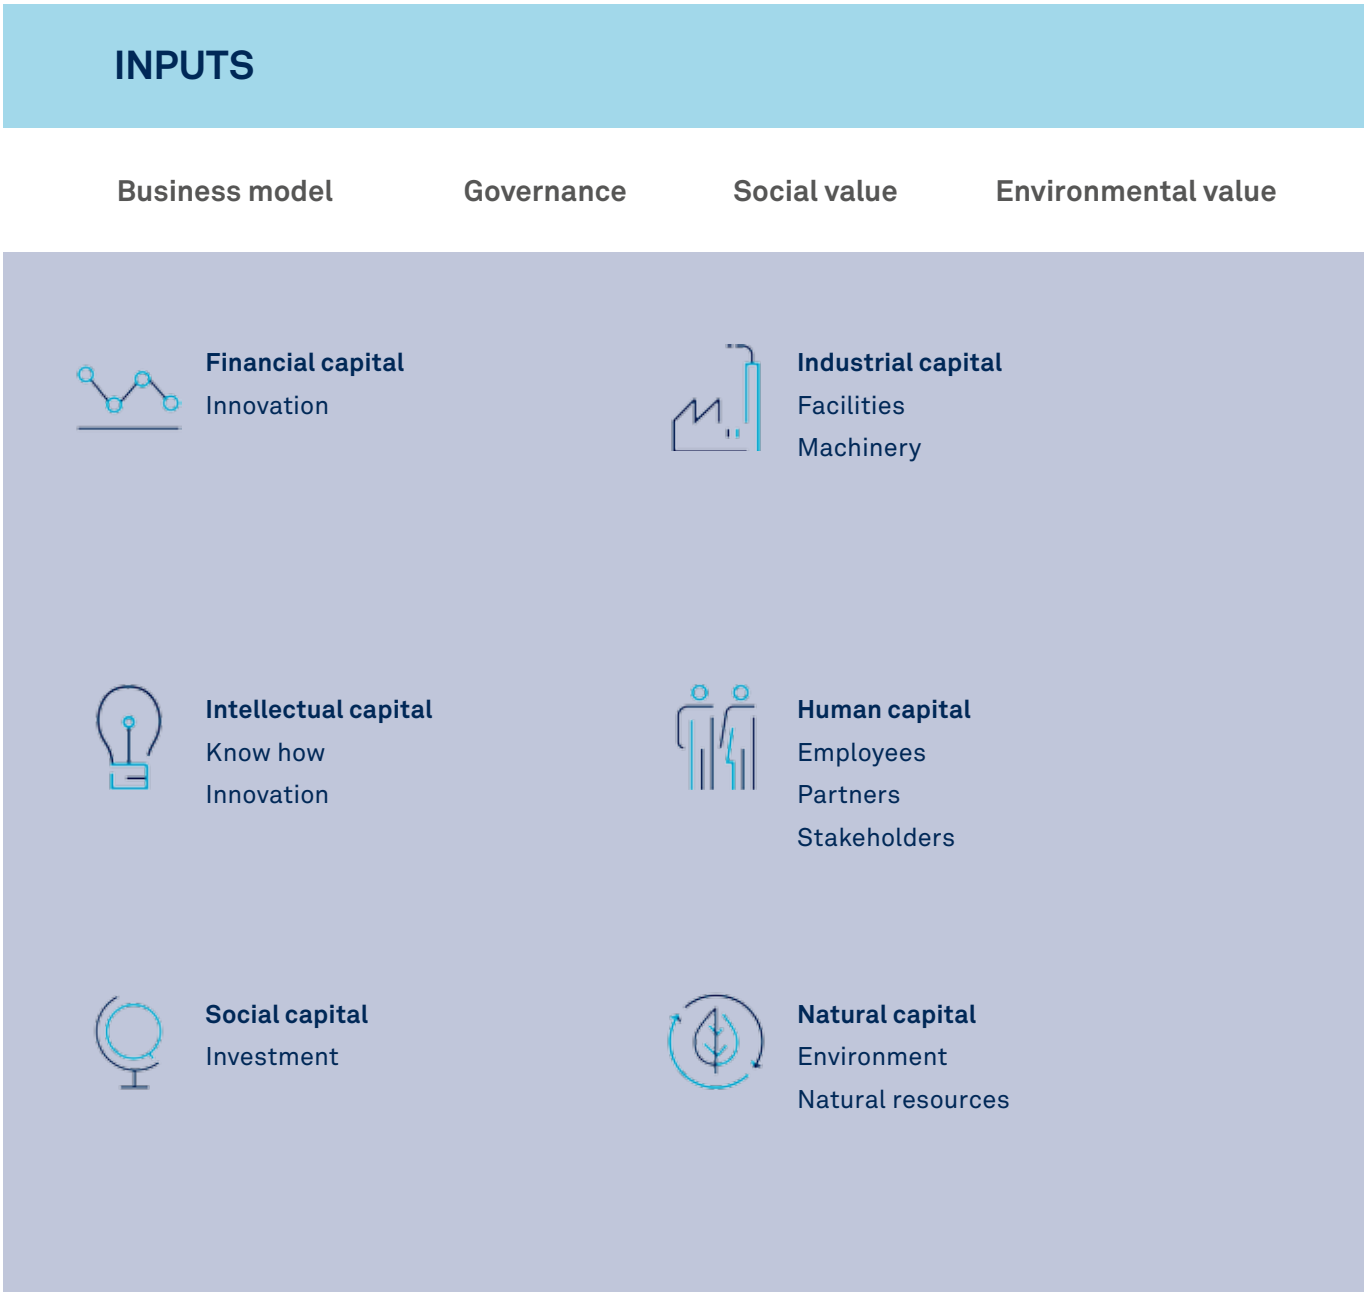 INPUTS
Business model Governance Social value Environmental value
Financial capital
Innovation
Industrial capital
Facilities
Machinery
Intellectual capital
Know how
Innovation
Human capital
Employees
Partners
Stakeholders
Social capital
Investment
Natural capital
Environment
Natural resources